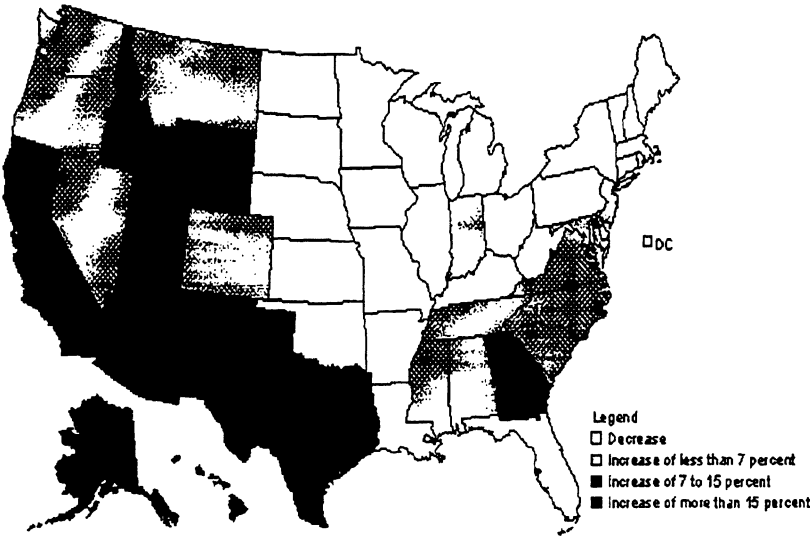 DC
Legend
Decrease
Increase of less than 7 percent
Increase of 7 to 15 percent
Increase of more than 15 percent